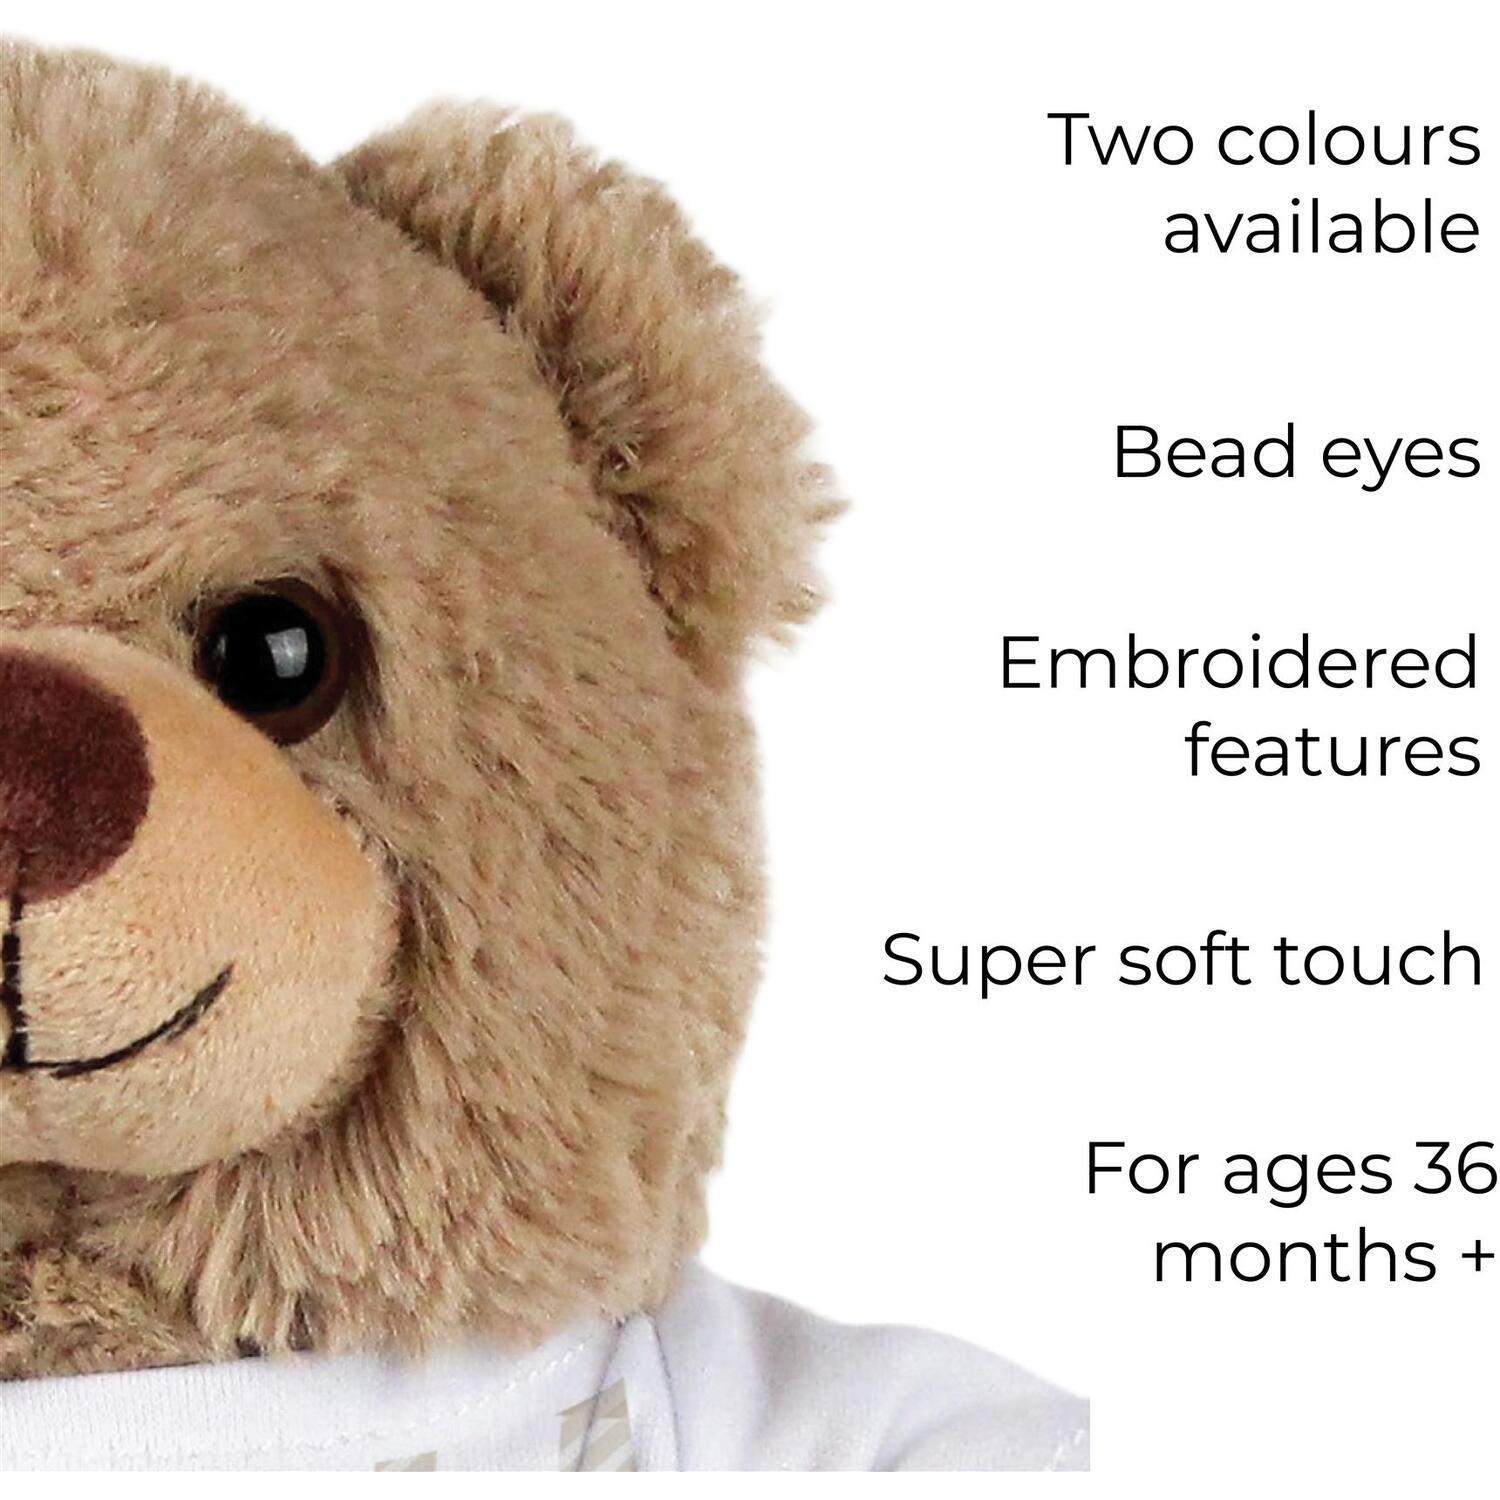 Two colours
available
Bead eyes
Embroidered
features
Super soft touch
For ages 36
months +